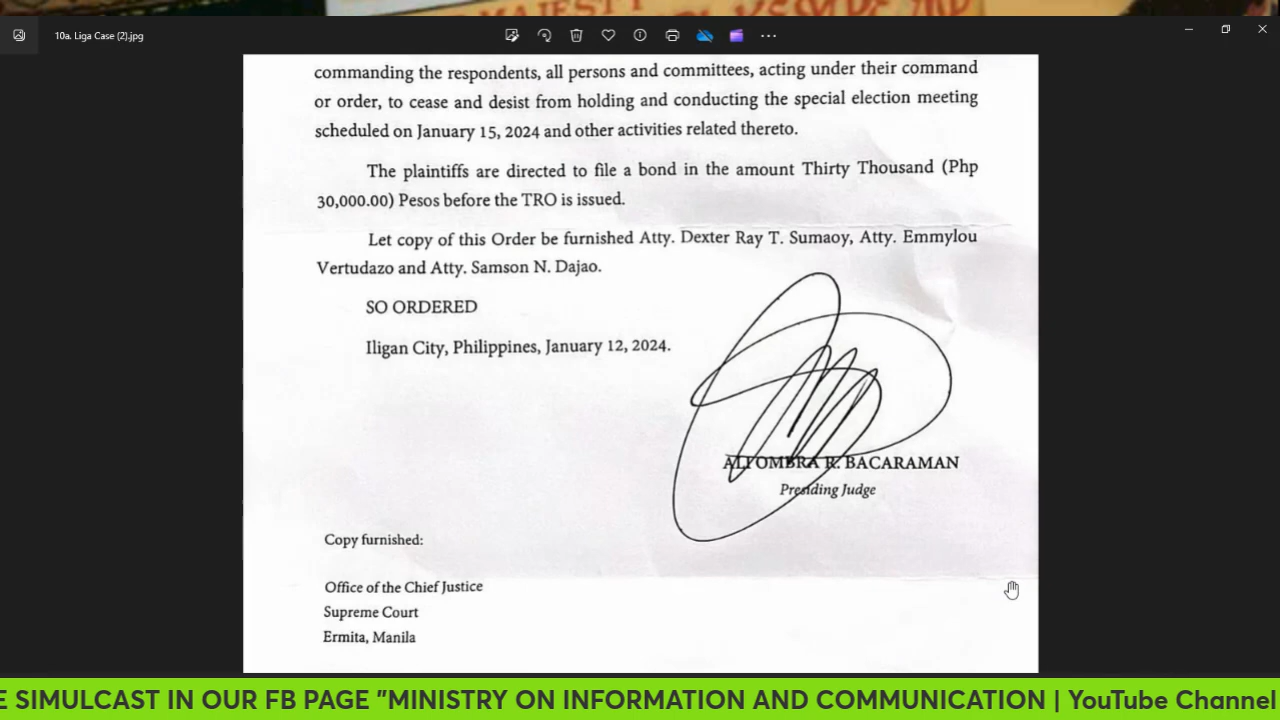 MAJESTY
10a. Liga Case (2).jpg
commanding the respondents, all persons and committees, acting under their command
or order, to cease and desist from holding and conducting the special election meeting
scheduled on January 15, 2024 and other activities related thereto.
The plaintiffs are directed to file a bond in the amount Thirty Thousand (Php
30,000.00) Pesos before the TRO is issued.
Let copy of this Order be furnished Atty. Dexter Ray T. Sumaoy, Atty. Emmylou
Vertudazo and Atty. Samson N. Dajao.
SO ORDERED
Iligan City, Philippines, January 12, 2024.
ALFOMBRA R. BACARAMAN
Presiding Judge
Copy furnished:
Office of the Chief Justice
Supreme Court
Ermita, Manila
E SIMULCAST IN OUR FB PAGE "MINISTRY ON INFORMATION AND COMMUNICATION | YouTube Channel